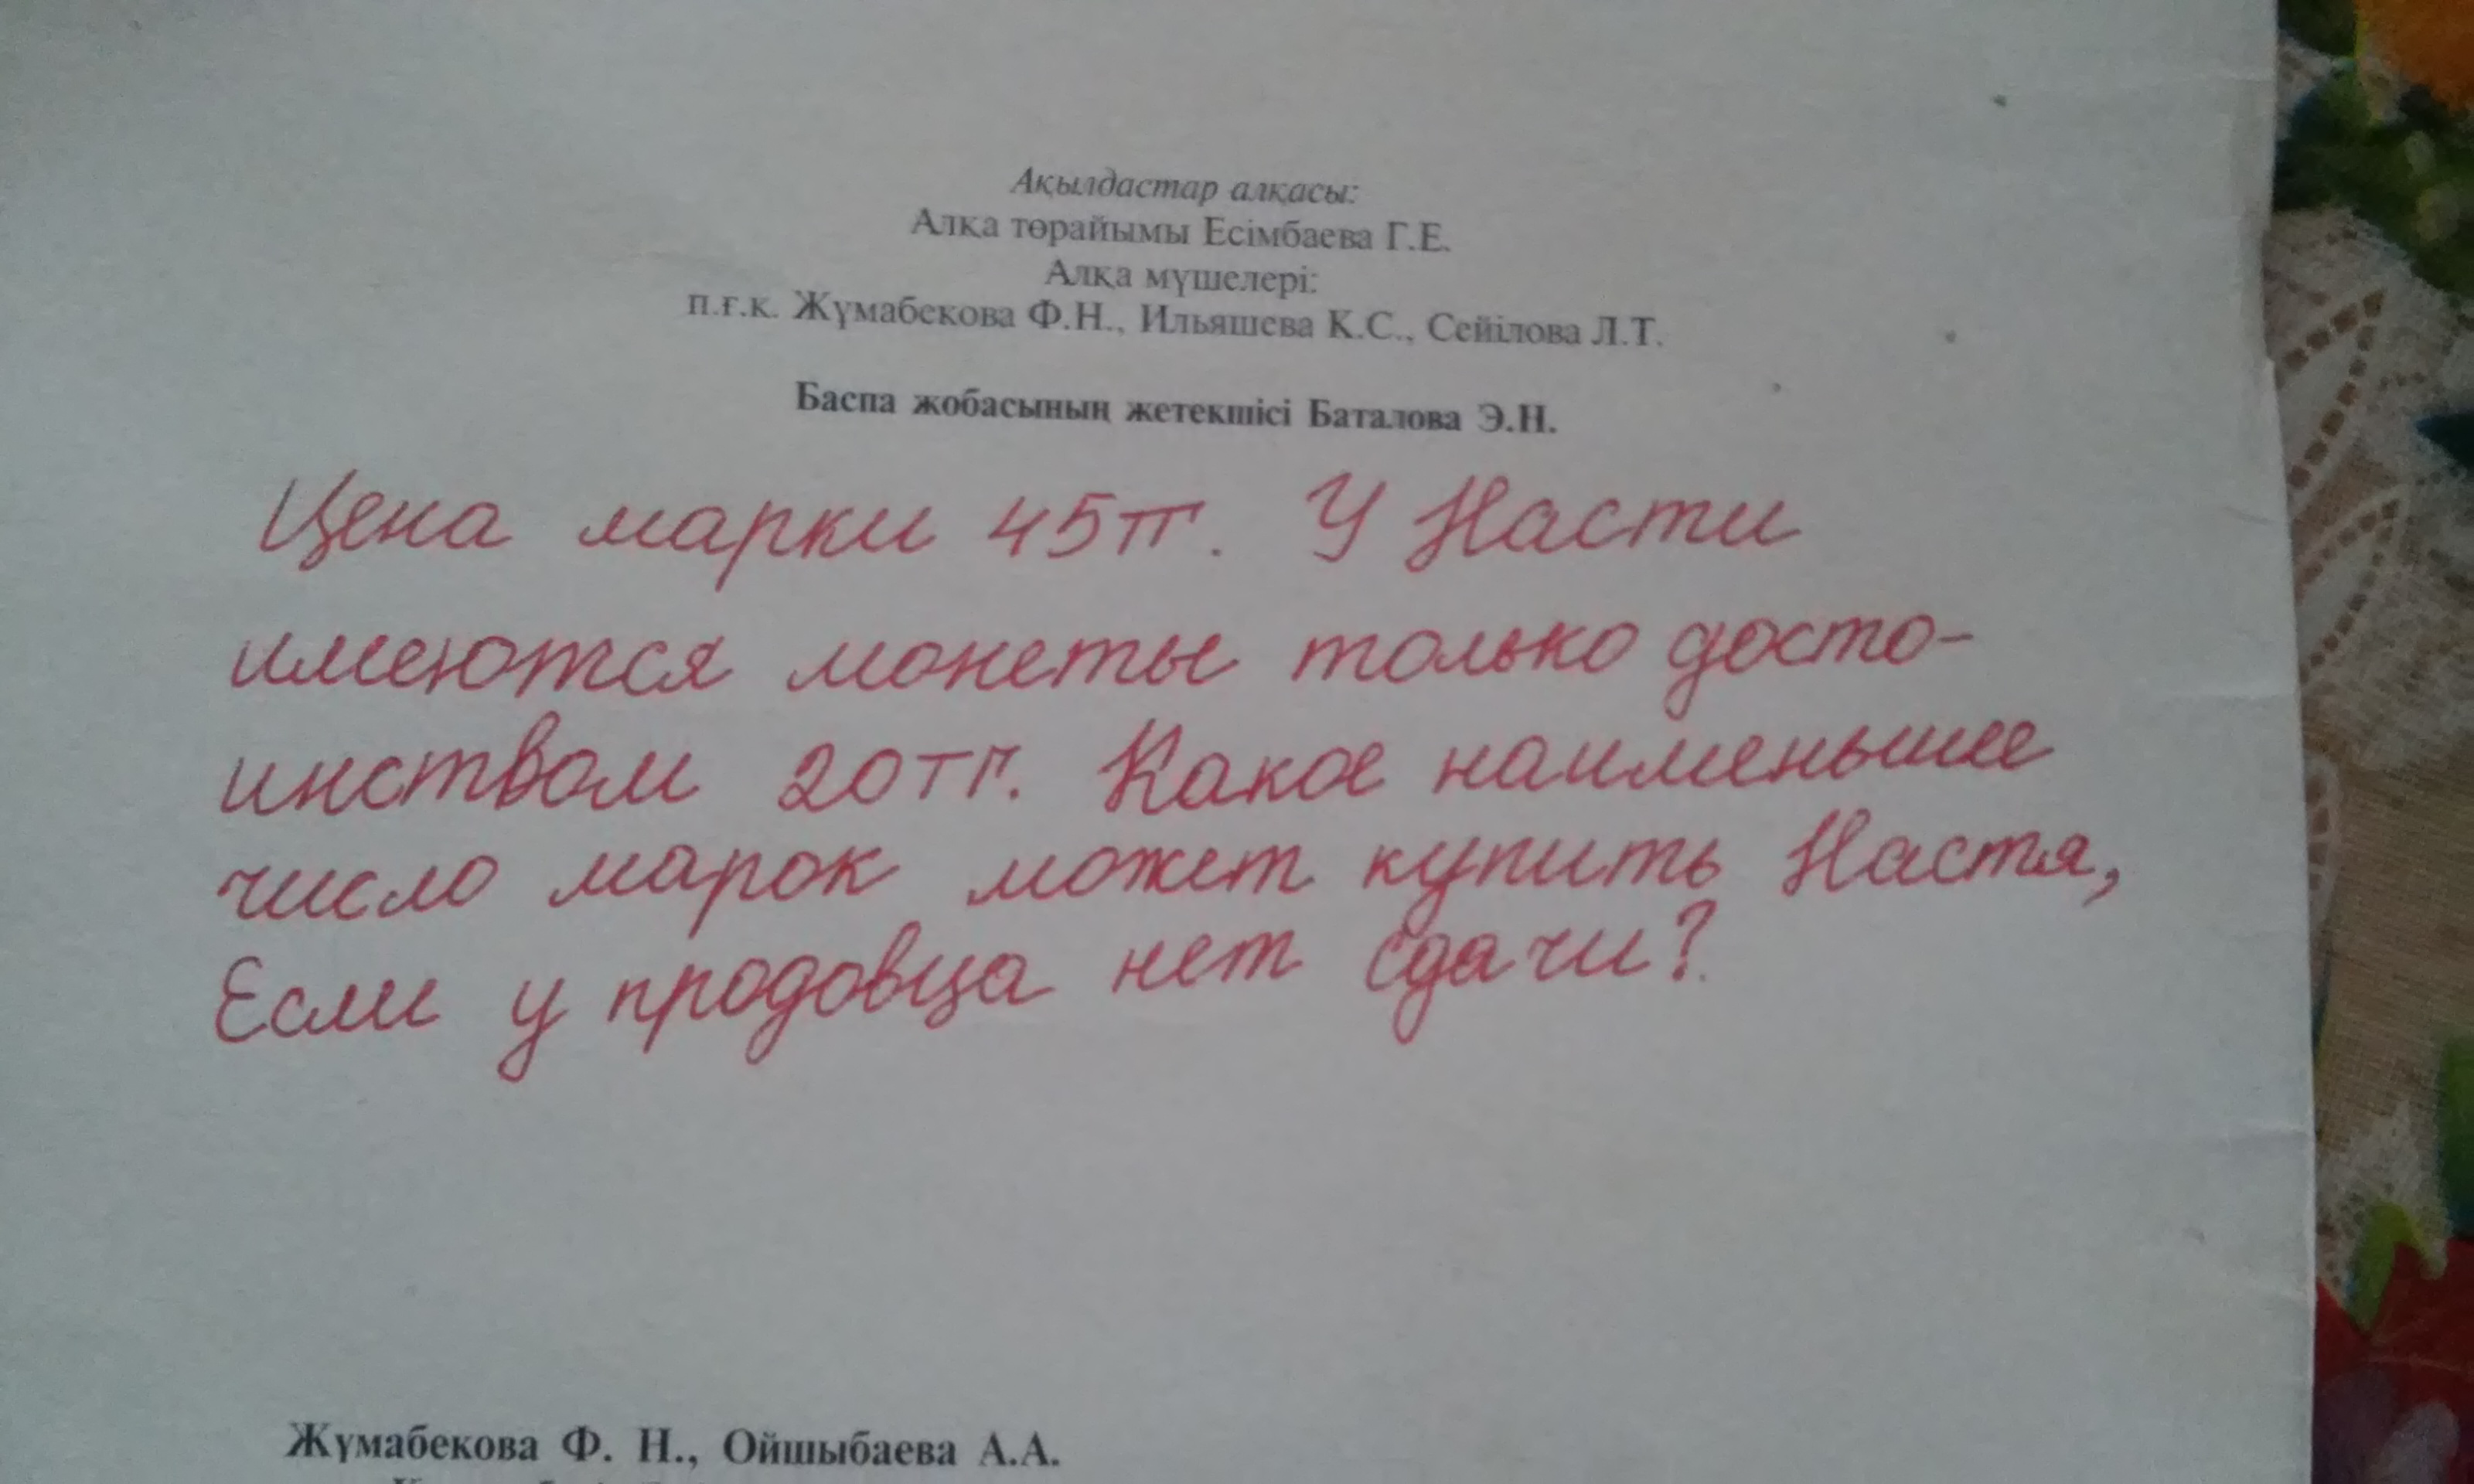 Ақылдастар алқасы:
Алқа төрайымы Есімбаева Г.Е.
Алқа мүшелері:
п.ғ.к. Жұмабекова Ф.Н., Ильяшева К.С., Сейілова Л.Т.
Баспа жобасының жетекшісі Баталова Э.Н.
Цена марки 45тг. У Насти
имеются монеты только досто-
инством 20тг. Какое наименьшее
число марок может купить Настя,
Если у продовца нет сдачи?
Жұмабекова Ф. Н., Ойшыбаева А.А.